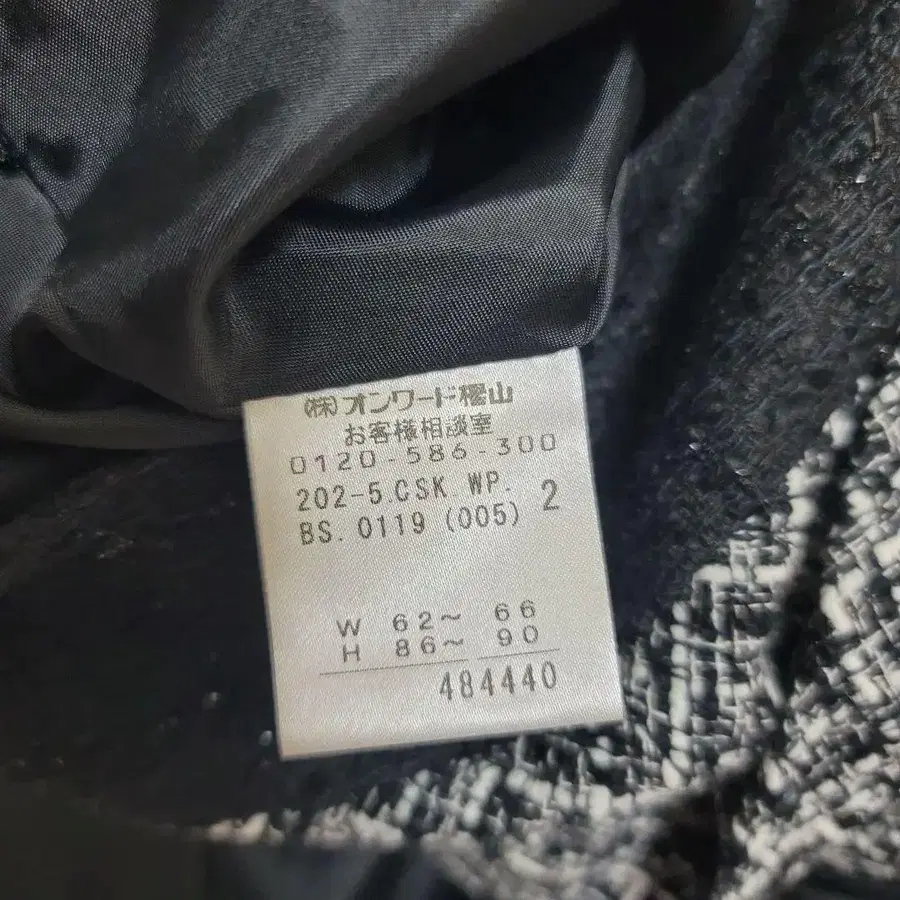 (株)オンワード樫山
お客様相談室
0120-586-300
202-5.CSK.WP. 2
BS.0119 (005)
W 62～ 66
H 86～ 90
484440